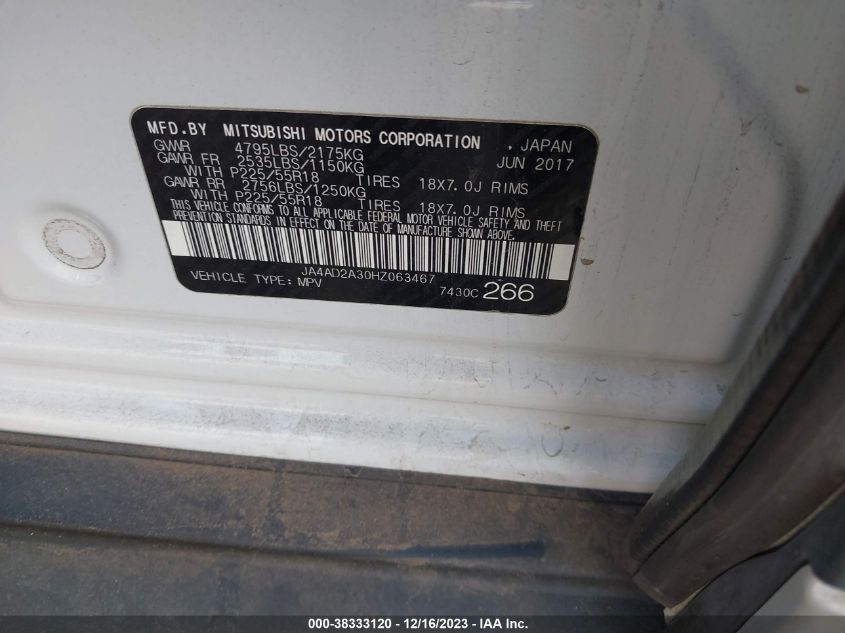 MFD.BY MITSUBISHI MOTORS CORPORATION . JAPAN
GVWR 4795LBS/2175KG JUN 2017
GAWR FR 2535LBS/1150KG
WITH P225/55R18 TIRES 18X7.0J RIMS
GAWR RR 2756LBS/1250KG
WITH P225/55R18 TIRES 18X7.0J RIMS
THIS VEHICLE CONFORMS TO ALL APPLICABLE FEDERAL MOTOR VEHICLE SAFETY AND THEFT
PREVENTION STANDARDS IN EFFECT ON THE DATE OF MANUFACTURE SHOWN ABOVE.
JA4AD2A30HZ063467
VEHICLE TYPE: MPV 7430C 266
000-38333120 - 12/16/2023 - IAA Inc.